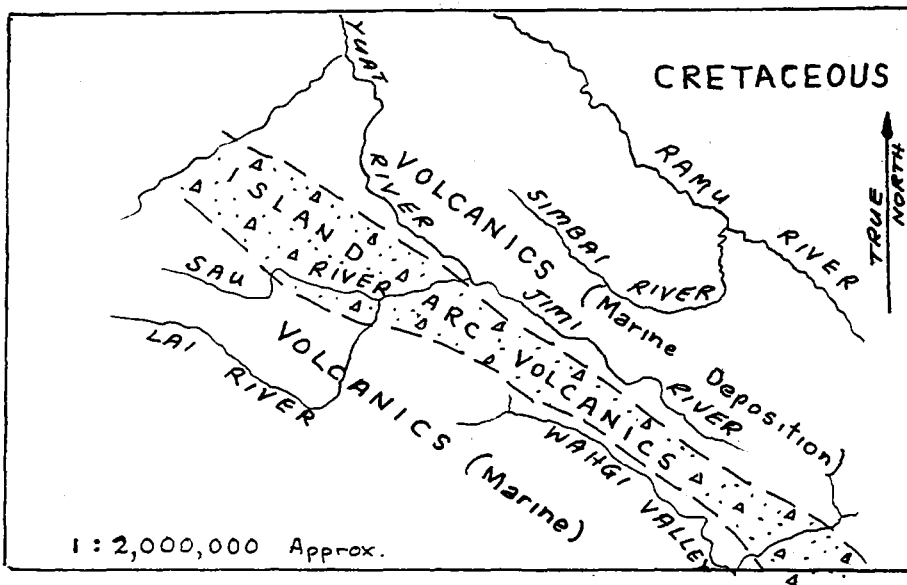 CRETACEOUS
TRUE NORTH
YUAT RIVER
RAMU RIVER
SIMBAI RIVER
VOLCANICS (Marine Deposition)
JIMI RIVER
ISLAND ARC VOLCANICS
SAU RIVER
LAI RIVER
VOLCANICS (Marine)
WAHGI VALLEY
1 : 2,000,000 Approx.